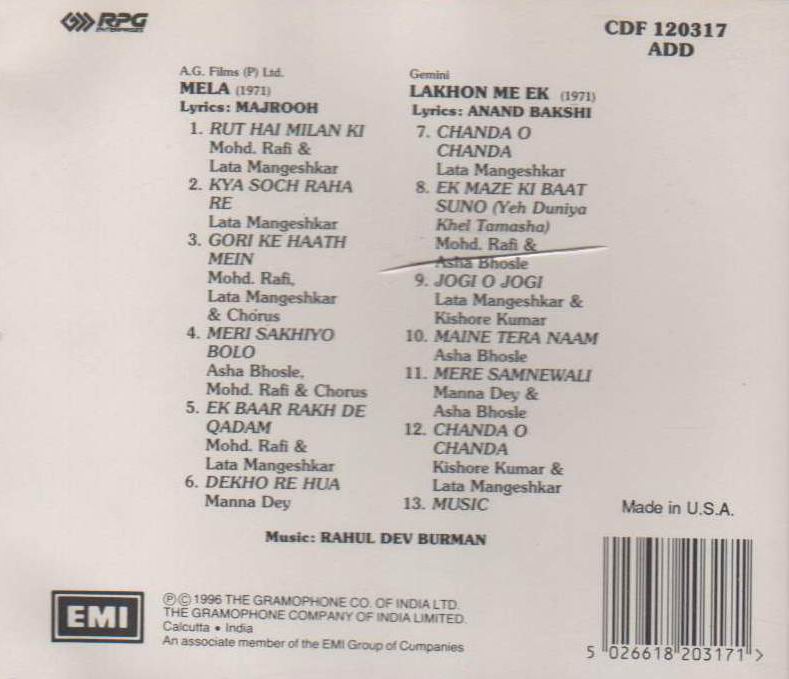 RPG
ENTERPRISES
CDF 120317
ADD
A.G. Films (P) Ltd.
MELA (1971)
Lyrics: MAJROOH
1. RUT HAI MILAN KI
Mohd. Rafi &
Lata Mangeshkar
2. KYA SOCH RAHA
RE
Lata Mangeshkar
3. GORI KE HAATH
MEIN
Mohd. Rafi,
Lata Mangeshkar
& Chorus
4. MERI SAKHIYO
BOLO
Asha Bhosle,
Mohd. Rafi & Chorus
5. EK BAAR RAKH DE
QADAM
Mohd. Rafi &
Lata Mangeshkar
6. DEKHO RE HUA
Manna Dey
Gemini
LAKHON ME EK (1971)
Lyrics: ANAND BAKSHI
7. CHANDA O
CHANDA
Lata Mangeshkar
8. EK MAZE KI BAAT
SUNO (Yeh Duniya
Khel Tamasha)
Mohd. Rafi &
Asha Bhosle
9. JOGI O JOGI
Lata Mangeshkar &
Kishore Kumar
10. MAINE TERA NAAM
Asha Bhosle
11. MERE SAMNEWALI
Manna Dey &
Asha Bhosle
12. CHANDA O
CHANDA
Kishore Kumar &
Lata Mangeshkar
13. MUSIC
Music: RAHUL DEV BURMAN
Made in U.S.A.
EMI
Ⓟ © 1996 THE GRAMOPHONE CO. OF INDIA LTD.
THE GRAMOPHONE COMPANY OF INDIA LIMITED.
Calcutta • India
An associate member of the EMI Group of Cumpanies
5 026618 203171 >